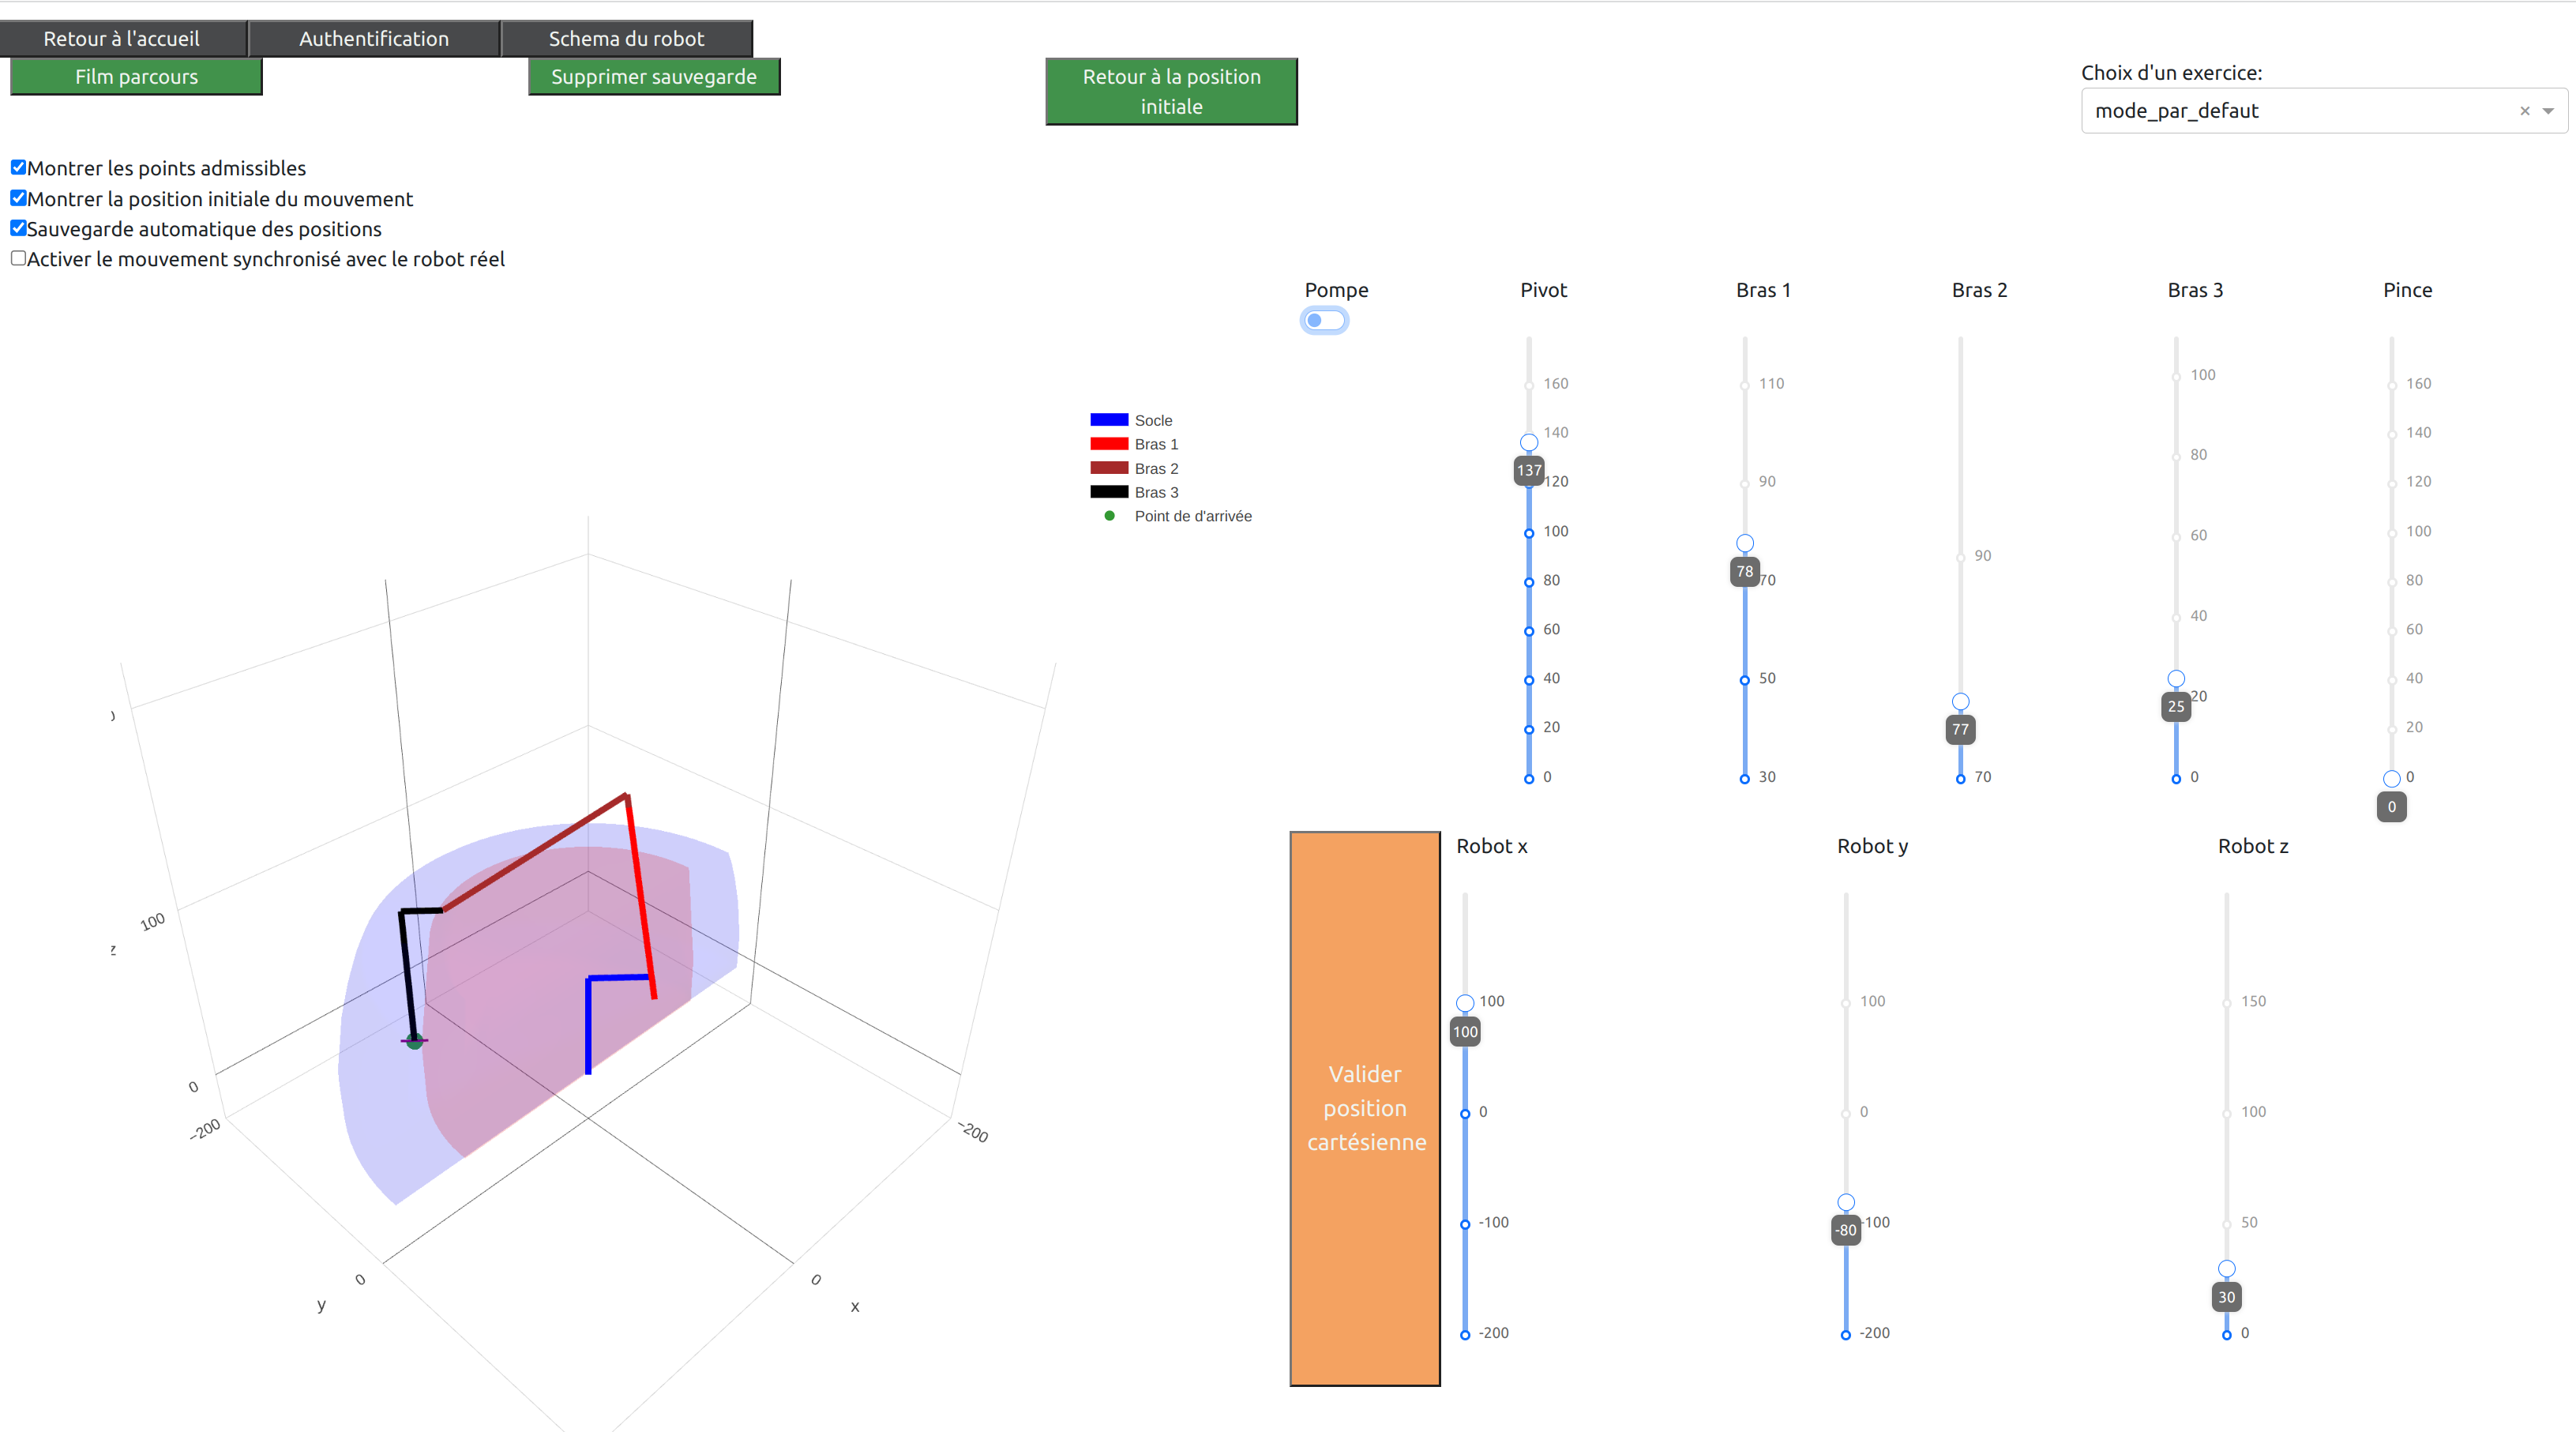 Retour à l'accueil
Authentification
Schema du robot
Film parcours
Supprimer sauvegarde
Retour à la position
initiale
Choix d'un exercice:
mode_par_defaut
Montrer les points admissibles
Montrer la position initiale du mouvement
Sauvegarde automatique des positions
Activer le mouvement synchronisé avec le robot réel
Pompe
Pivot
Bras 1
Bras 2
Bras 3
Pince
160
140
137
120
100
80
60
40
20
0
110
90
78
70
50
30
90
77
70
100
80
60
40
25
20
0
160
140
120
100
80
60
40
20
0
0
Socle
Bras 1
Bras 2
Bras 3
Point de d'arrivée
100
z
0
−200
−200
0
0
y
x
Valider
position
cartésienne
Robot x
Robot y
Robot z
100
100
0
-100
-200
100
0
-100
-80
-200
150
100
50
30
0